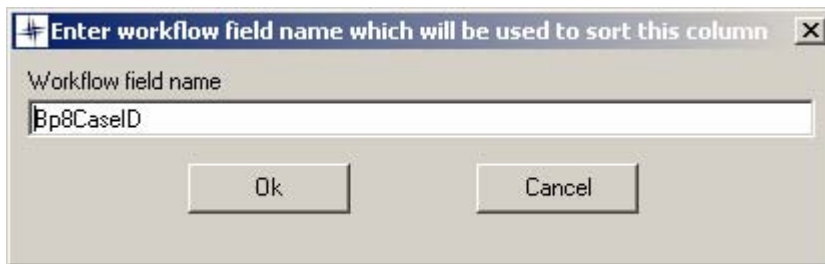 Enter workflow field name which will be used to sort this column
Workflow field name
Bp8CaseID
Ok
Cancel